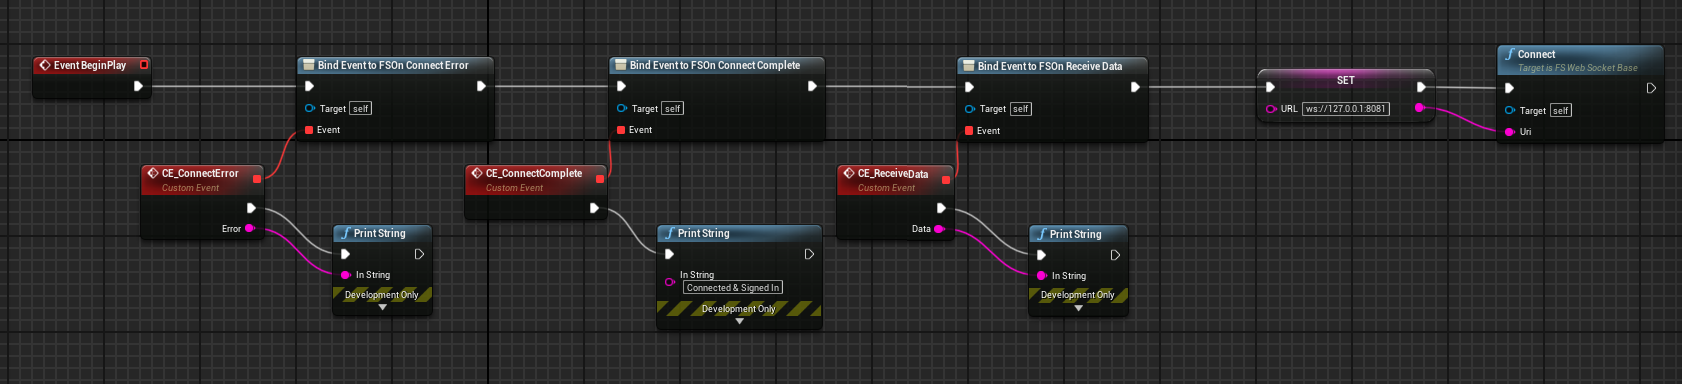 Event BeginPlay
Bind Event to FSOn Connect Error
Target self
Event
Bind Event to FSOn Connect Complete
Target self
Event
Bind Event to FSOn Receive Data
Target self
Event
SET
URL ws://127.0.0.1:8081
f Connect
Target is FS Web Socket Base
Target self
Uri
CE_ConnectError
Custom Event
Error
f Print String
In String
Development Only
CE_ConnectComplete
Custom Event
f Print String
In String
Connected & Signed In
Development Only
CE_ReceiveData
Custom Event
Data
f Print String
In String
Development Only